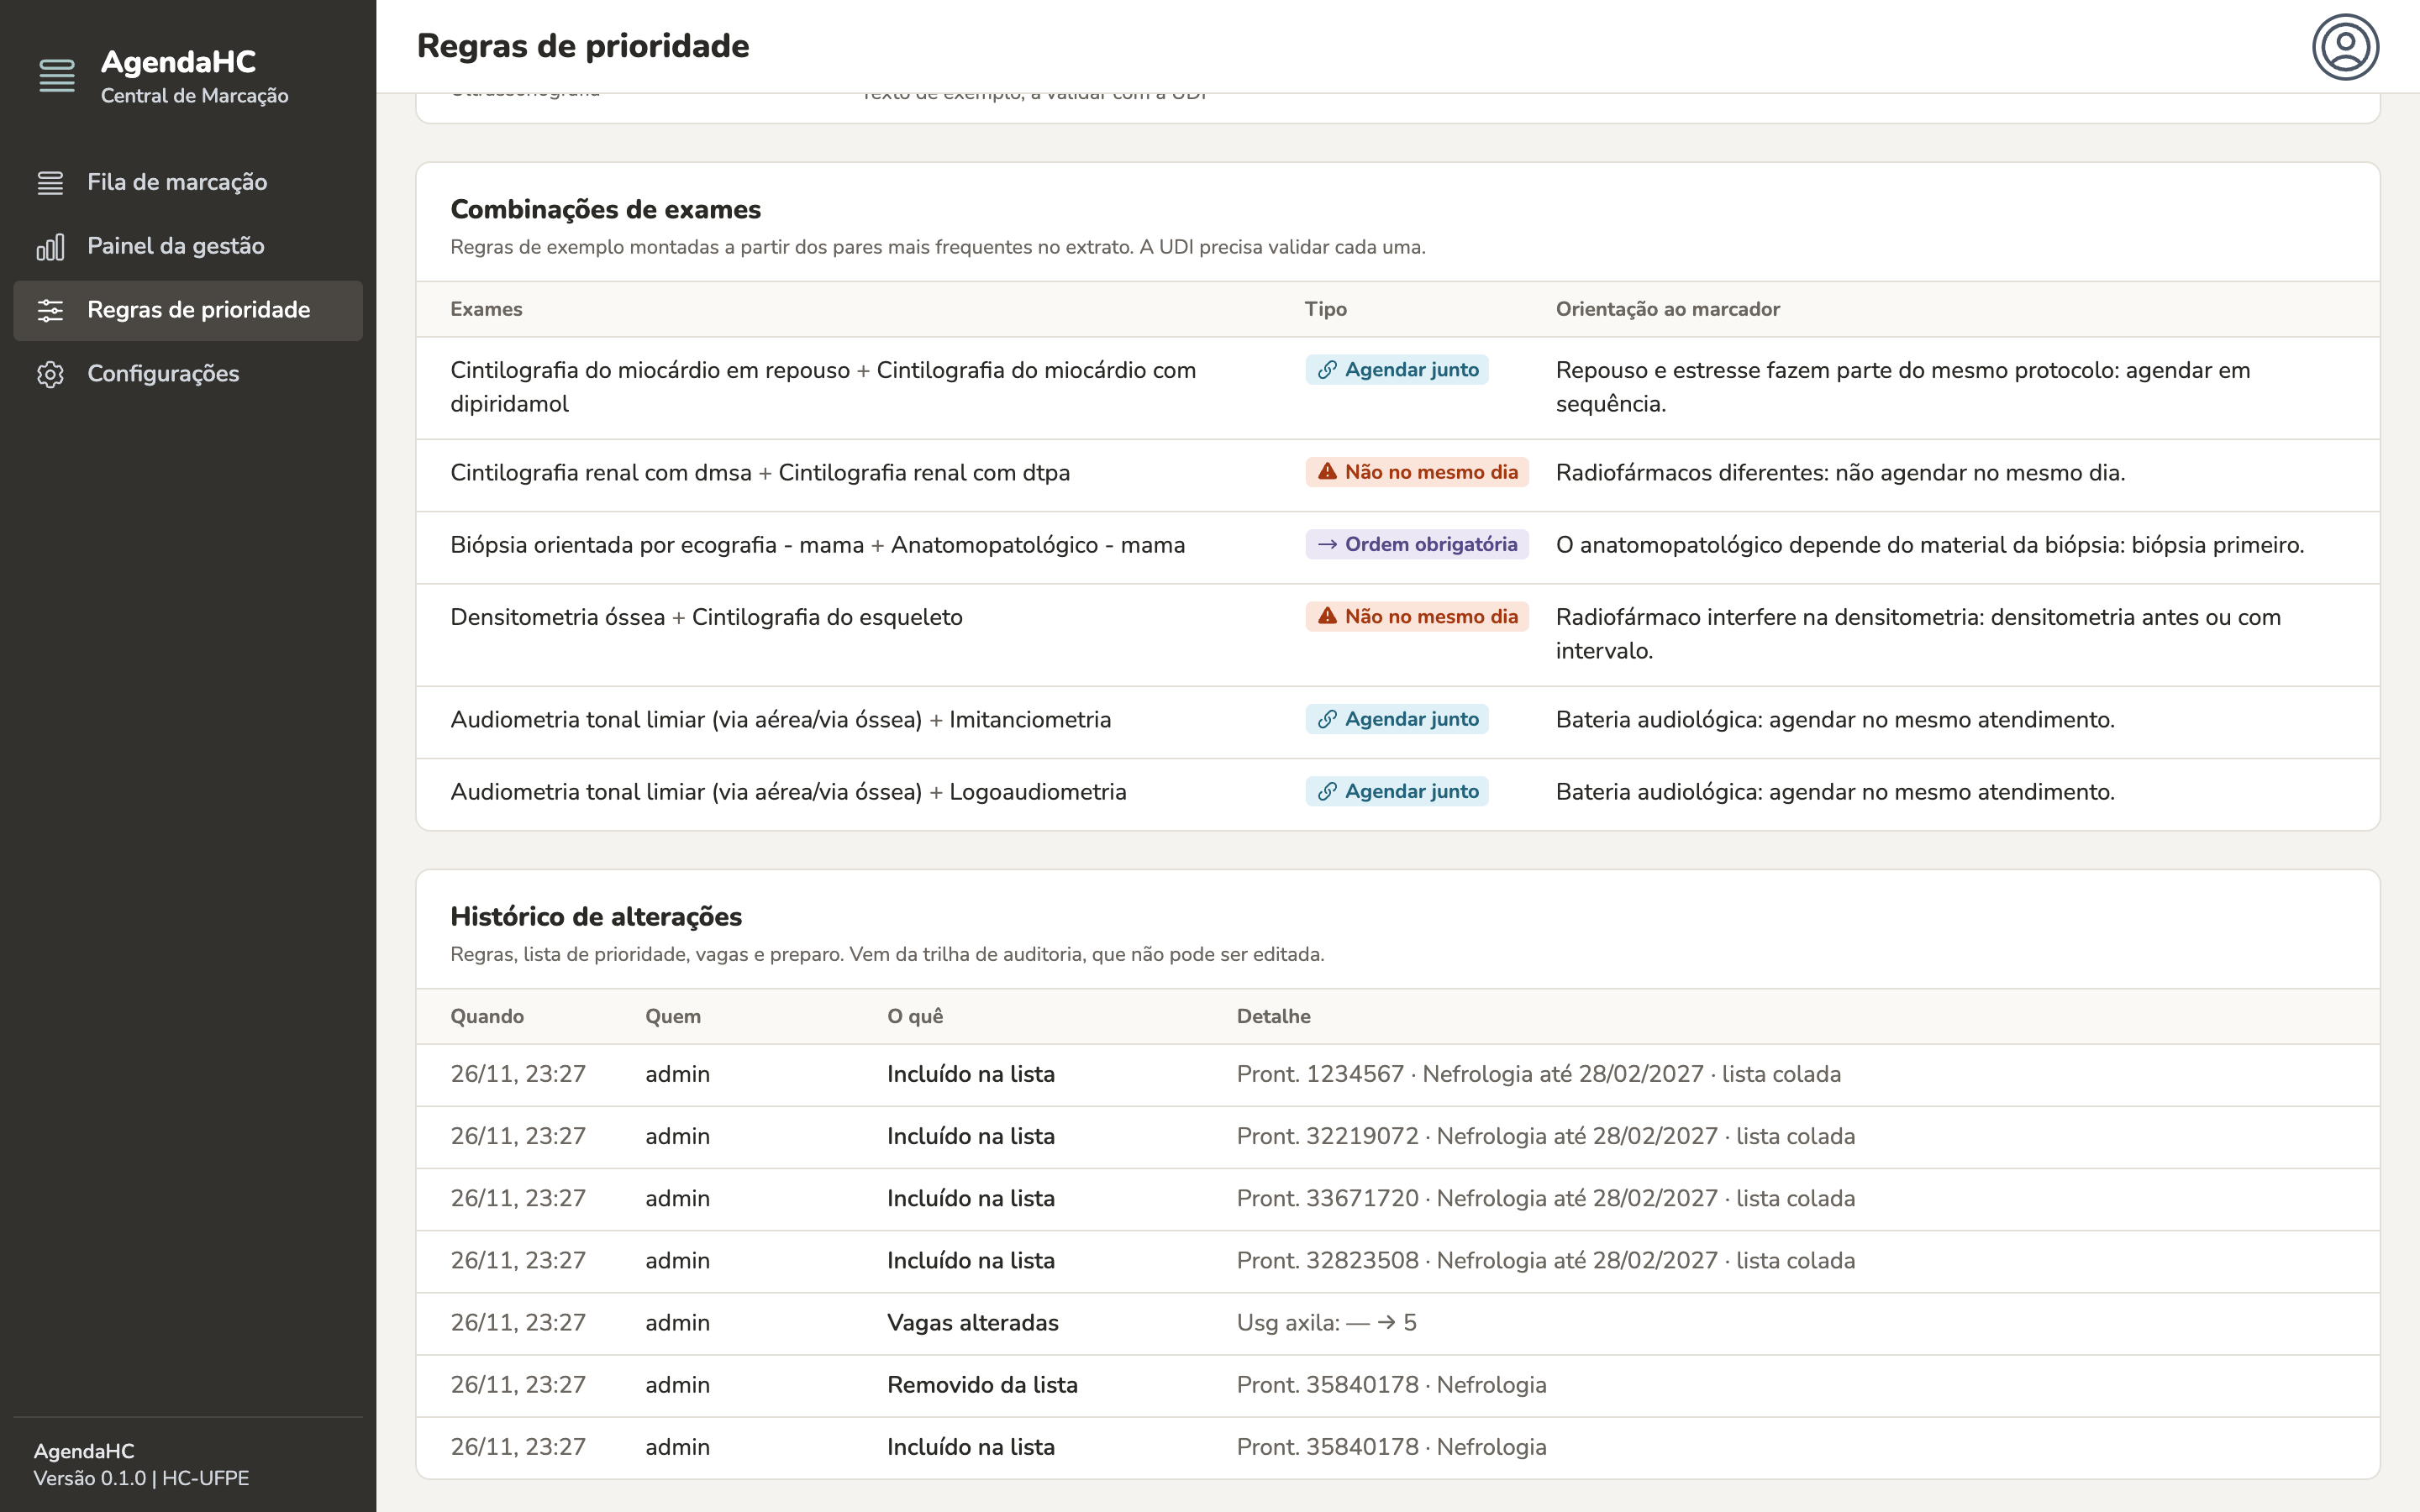 AgendaHC
Central de Marcação
Fila de marcação
Painel da gestão
Regras de prioridade
Configurações
AgendaHC
Versão 0.1.0 | HC-UFPE
Regras de prioridade
Ultrassonografia
Texto de exemplo, a validar com a UDI
Combinações de exames
Regras de exemplo montadas a partir dos pares mais frequentes no extrato. A UDI precisa validar cada uma.
Exames Tipo Orientação ao marcador
Cintilografia do miocárdio em repouso + Cintilografia do miocárdio com
dipiridamol
Agendar junto
Repouso e estresse fazem parte do mesmo protocolo: agendar em
sequência.
Cintilografia renal com dmsa + Cintilografia renal com dtpa
Não no mesmo dia
Radiofármacos diferentes: não agendar no mesmo dia.
Biópsia orientada por ecografia - mama + Anatomopatológico - mama
→ Ordem obrigatória
O anatomopatológico depende do material da biópsia: biópsia primeiro.
Densitometria óssea + Cintilografia do esqueleto
Não no mesmo dia
Radiofármaco interfere na densitometria: densitometria antes ou com
intervalo.
Audiometria tonal limiar (via aérea/via óssea) + Imitanciometria
Agendar junto
Bateria audiológica: agendar no mesmo atendimento.
Audiometria tonal limiar (via aérea/via óssea) + Logoaudiometria
Agendar junto
Bateria audiológica: agendar no mesmo atendimento.
Histórico de alterações
Regras, lista de prioridade, vagas e preparo. Vem da trilha de auditoria, que não pode ser editada.
Quando Quem O quê Detalhe
26/11, 23:27 admin Incluído na lista Pront. 1234567 · Nefrologia até 28/02/2027 · lista colada
26/11, 23:27 admin Incluído na lista Pront. 32219072 · Nefrologia até 28/02/2027 · lista colada
26/11, 23:27 admin Incluído na lista Pront. 33671720 · Nefrologia até 28/02/2027 · lista colada
26/11, 23:27 admin Incluído na lista Pront. 32823508 · Nefrologia até 28/02/2027 · lista colada
26/11, 23:27 admin Vagas alteradas Usg axila: — → 5
26/11, 23:27 admin Removido da lista Pront. 35840178 · Nefrologia
26/11, 23:27 admin Incluído na lista Pront. 35840178 · Nefrologia